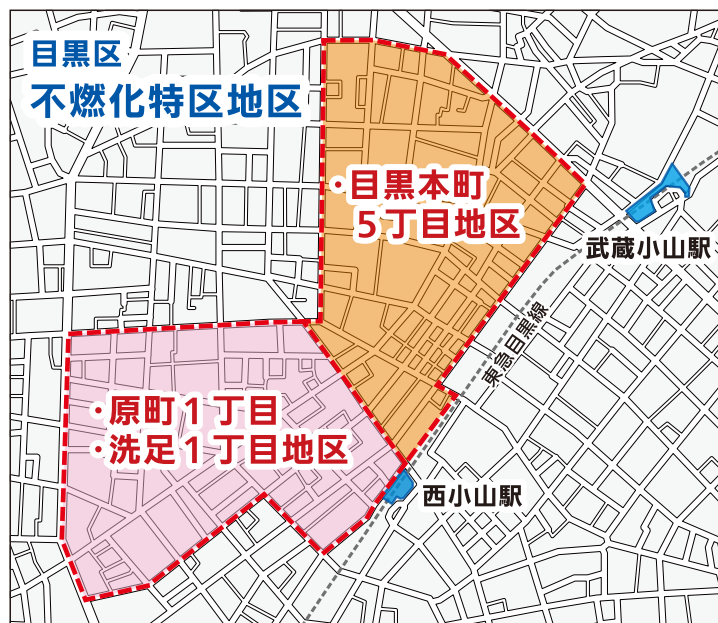 目黒区
不燃化特区地区
・目黒本町
５丁目地区
武蔵小山駅
東急目黒線
・原町１丁目
・洗足１丁目地区
西小山駅